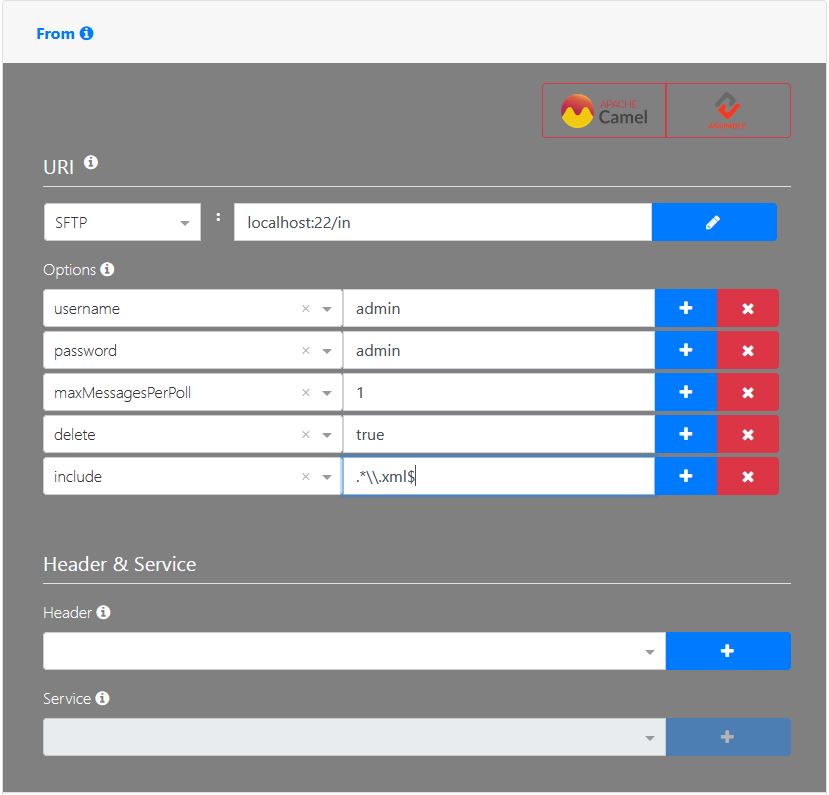 From
APACHE
Camel
URI
SFTP : localhost:22/in
Options
username × admin
password × admin
maxMessagesPerPoll × 1
delete × true
include × .*\\.xml$
Header & Service
Header
Service